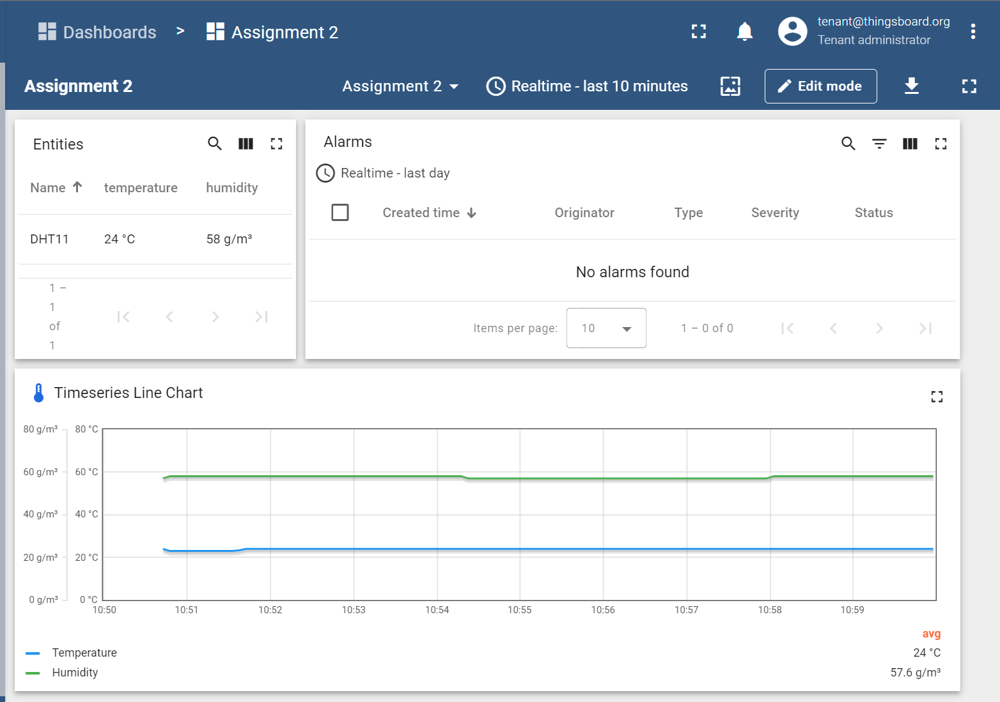 Dashboards > Assignment 2
tenant@thingsboard.org
Tenant administrator
Assignment 2
Assignment 2
Realtime - last 10 minutes
Edit mode
Entities
Name temperature humidity
DHT11 24 °C 58 g/m³
1 –
1
of
1
Alarms
Realtime - last day
Created time Originator Type Severity Status
No alarms found
Items per page: 10 1 – 0 of 0
Timeseries Line Chart
80 g/m³ 80 °C
60 g/m³ 60 °C
40 g/m³ 40 °C
20 g/m³ 20 °C
0 g/m³ 0 °C
10:50 10:51 10:52 10:53 10:54 10:55 10:56 10:57 10:58 10:59
avg
Temperature 24 °C
Humidity 57.6 g/m³